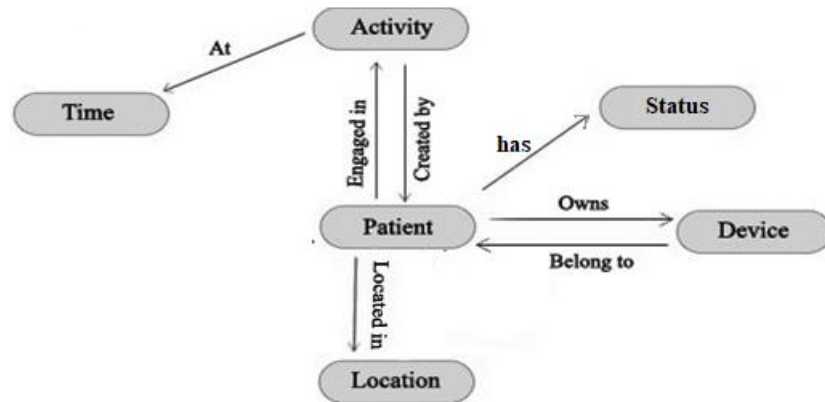 Activity
At
Time
Status
Engaged in
Created by
has
Patient
Owns
Device
Belong to
Located in
Location